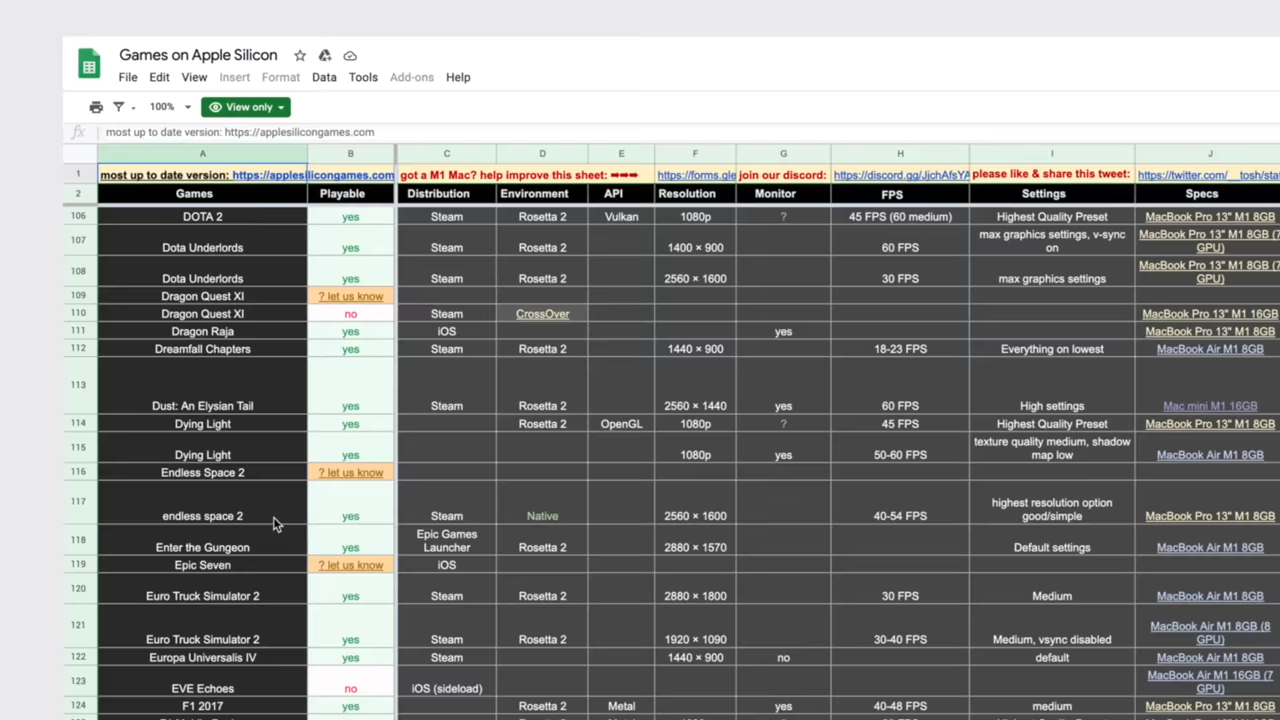 Games on Apple Silicon
File Edit View Insert Format Data Tools Add-ons Help
100% View only
fx most up to date version: https://applesilicongames.com
A B C D E F G H I J
1 most up to date version: https://applesilicongames.com got a M1 Mac? help improve this sheet: ➡➡➡ https://forms.gle join our discord: https://discord.gg/JjchAfsYA please like & share this tweet: https://twitter.com/__tosh/stat
2 Games Playable Distribution Environment API Resolution Monitor FPS Settings Specs
106 DOTA 2 yes Steam Rosetta 2 Vulkan 1080p ? 45 FPS (60 medium) Highest Quality Preset MacBook Pro 13" M1 8GB
107 Dota Underlords yes Steam Rosetta 2 1400 × 900 60 FPS max graphics settings, v-sync on MacBook Pro 13" M1 8GB (7 GPU)
108 Dota Underlords yes Steam Rosetta 2 2560 × 1600 30 FPS max graphics settings MacBook Pro 13" M1 8GB (7 GPU)
109 Dragon Quest XI ? let us know
110 Dragon Quest XI no Steam CrossOver MacBook Pro 13" M1 16GB
111 Dragon Raja yes iOS yes MacBook Pro 13" M1 8GB
112 Dreamfall Chapters yes Steam Rosetta 2 1440 × 900 18-23 FPS Everything on lowest MacBook Air M1 8GB
113 Dust: An Elysian Tail yes Steam Rosetta 2 2560 × 1440 yes 60 FPS High settings Mac mini M1 16GB
114 Dying Light yes Rosetta 2 OpenGL 1080p ? 45 FPS Highest Quality Preset MacBook Pro 13" M1 8GB
115 Dying Light yes 1080p yes 50-60 FPS texture quality medium, shadow map low MacBook Air M1 8GB
116 Endless Space 2 ? let us know
117 endless space 2 yes Steam Native 2560 × 1600 40-54 FPS highest resolution option good/simple MacBook Pro 13" M1 8GB
118 Enter the Gungeon yes Epic Games Launcher Rosetta 2 2880 × 1570 Default settings MacBook Air M1 8GB
119 Epic Seven ? let us know iOS
120 Euro Truck Simulator 2 yes Steam Rosetta 2 2880 × 1800 30 FPS Medium MacBook Air M1 8GB
121 Euro Truck Simulator 2 yes Steam Rosetta 2 1920 × 1090 30-40 FPS Medium, vsync disabled MacBook Air M1 8GB (8 GPU)
122 Europa Universalis IV yes Steam 1440 × 900 no default MacBook Air M1 8GB
123 EVE Echoes no iOS (sideload) MacBook Air M1 16GB (7 GPU)
124 F1 2017 yes Rosetta 2 Metal yes 40-48 FPS medium MacBook Pro 13" M1 8GB